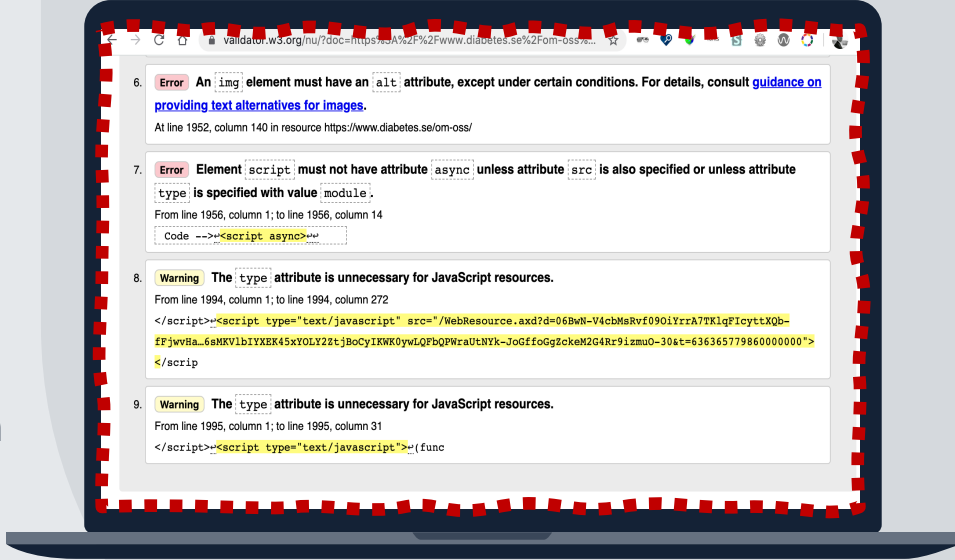 validator.w3.org/nu/?doc=https%3A%2F%2Fwww.diabetes.se%2Fom-oss%...
6. Error An img element must have an alt attribute, except under certain conditions. For details, consult guidance on
providing text alternatives for images.
At line 1952, column 140 in resource https://www.diabetes.se/om-oss/
7. Error Element script must not have attribute async unless attribute src is also specified or unless attribute
type is specified with value module.
From line 1956, column 1; to line 1956, column 14
Code -->↩<script async>↩↩
8. Warning The type attribute is unnecessary for JavaScript resources.
From line 1994, column 1; to line 1994, column 272
</script>↩<script type="text/javascript" src="/WebResource.axd?d=06BwN-V4cbMsRvf09OiYrrA7TKlqFIcyttXQb-
fFjwvHa…6sMKVlbIYXEK45xYOLY2ZtjBoCyIKWK0ywLQFbQPWraUtNYk-JoGffoGgZckeM2G4Rr9izmuO-30&t=636365779860000000">
</scrip
9. Warning The type attribute is unnecessary for JavaScript resources.
From line 1995, column 1; to line 1995, column 31
</script>↩<script type="text/javascript">↩(func